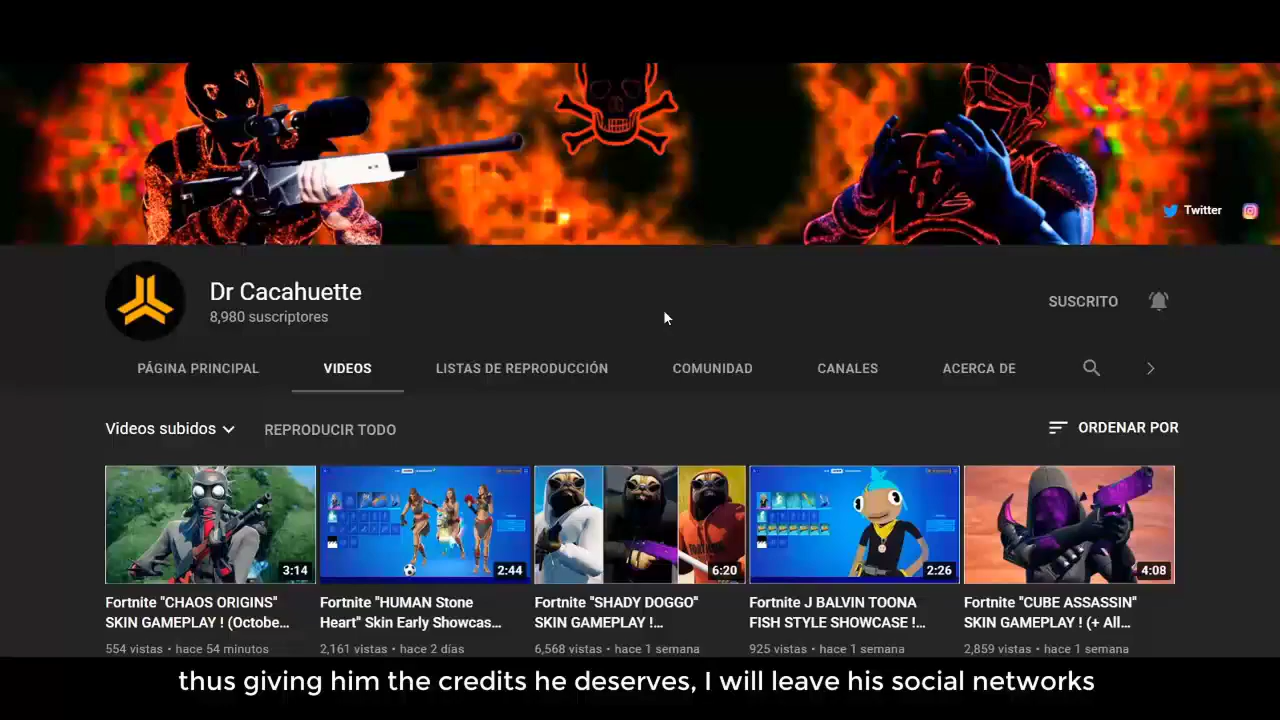 Twitter
Dr Cacahuette
8,980 suscriptores
SUSCRITO
PÁGINA PRINCIPAL
VIDEOS
LISTAS DE REPRODUCCIÓN
COMUNIDAD
CANALES
ACERCA DE
Videos subidos
REPRODUCIR TODO
ORDENAR POR
3:14
2:44
6:20
2:26
4:08
Fortnite "CHAOS ORIGINS"
SKIN GAMEPLAY ! (Octobe...
554 vistas • hace 54 minutos
Fortnite "HUMAN Stone
Heart" Skin Early Showcas...
2,161 vistas • hace 2 días
Fortnite "SHADY DOGGO"
SKIN GAMEPLAY !...
6,568 vistas • hace 1 semana
Fortnite J BALVIN TOONA
FISH STYLE SHOWCASE !...
925 vistas • hace 1 semana
Fortnite "CUBE ASSASSIN"
SKIN GAMEPLAY ! (+ All...
2,859 vistas • hace 1 semana
thus giving him the credits he deserves, I will leave his social networks